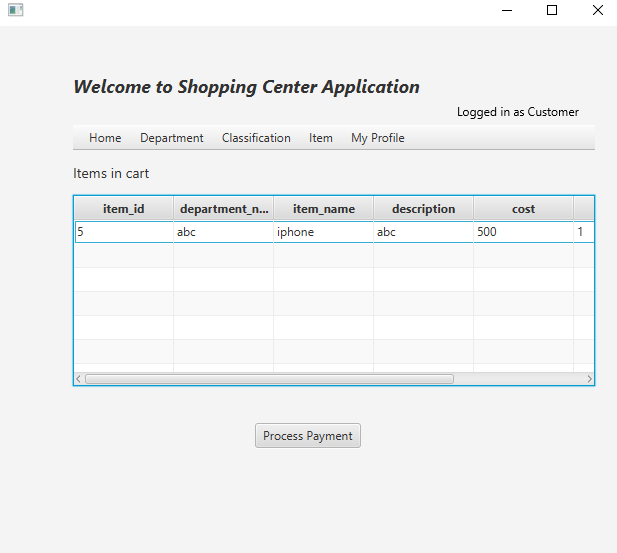 Welcome to Shopping Center Application
Logged in as Customer
Home Department Classification Item My Profile
Items in cart
item_id department_n... item_name description cost
5 abc iphone abc 500 1
Process Payment